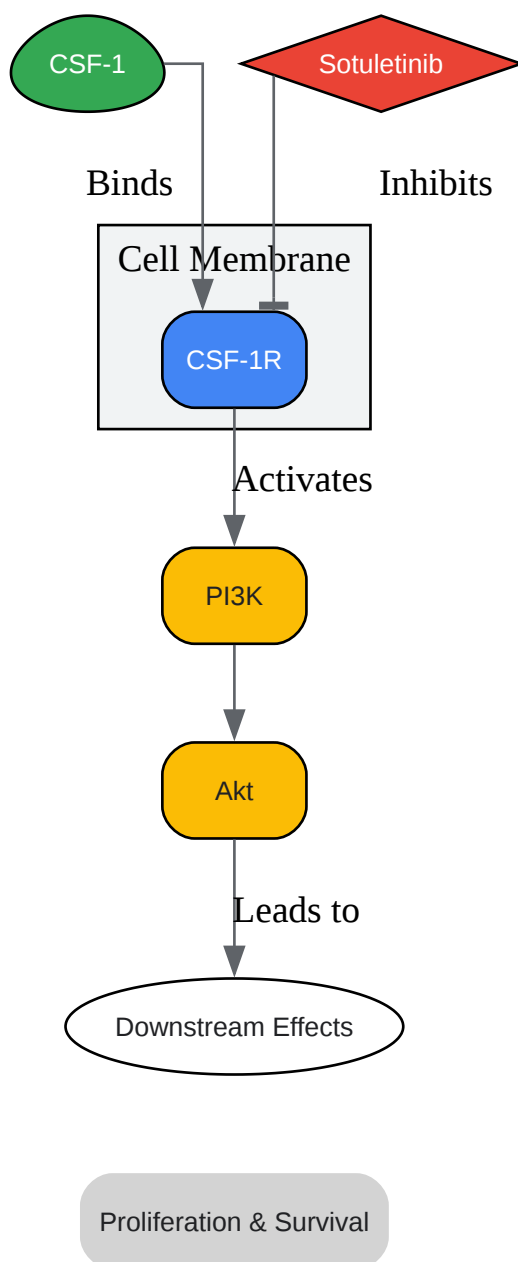 CSF-1
Sotuletinib
Binds
Inhibits
Cell Membrane
CSF-1R
Activates
PI3K
Akt
Leads to
Downstream Effects
Proliferation & Survival